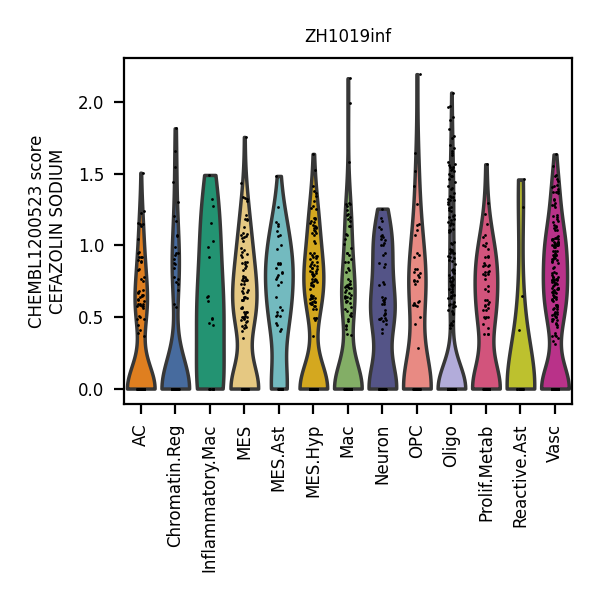 ZH1019inf
CHEMBL1200523 score
CEFAZOLIN SODIUM
2.0
1.5
1.0
0.5
0.0
AC
Chromatin.Reg
Inflammatory.Mac
MES
MES.Ast
MES.Hyp
Mac
Neuron
OPC
Oligo
Prolif.Metab
Reactive.Ast
Vasc